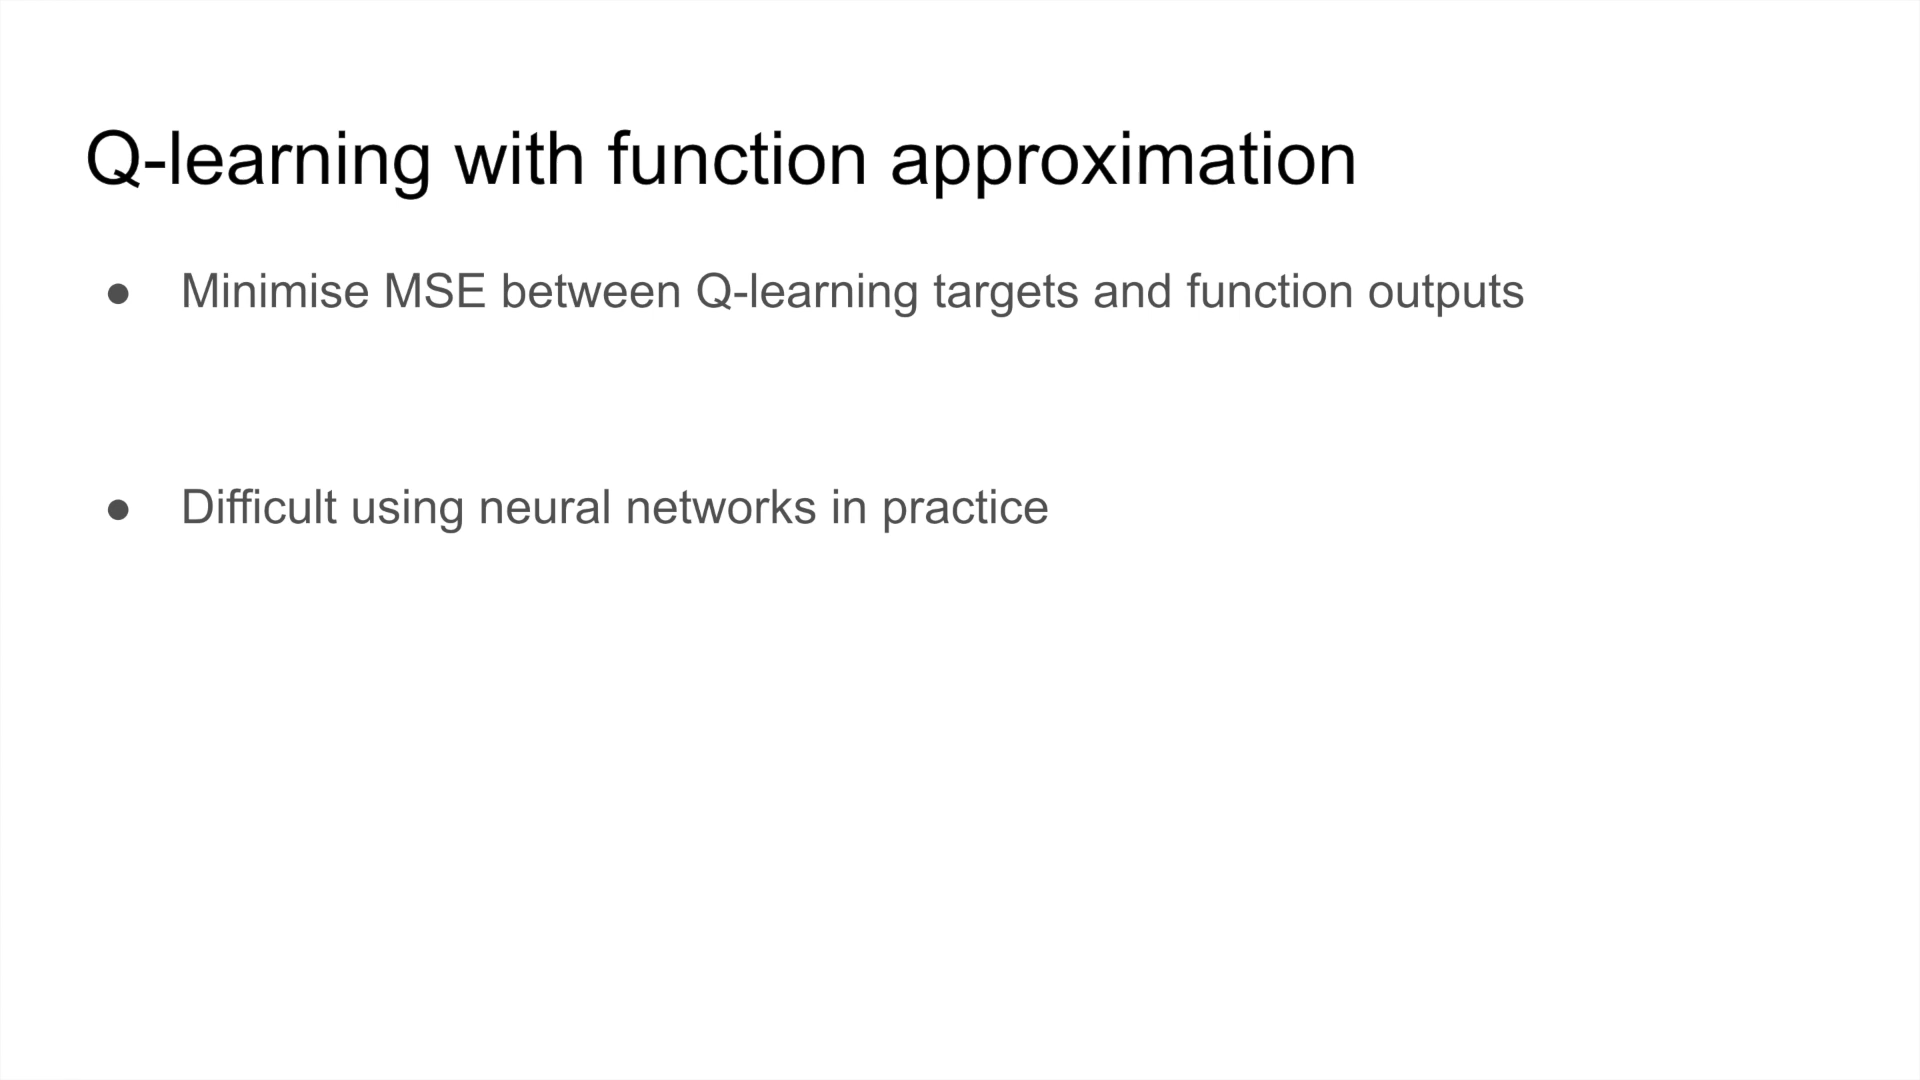 Q-learning with function approximation
● Minimise MSE between Q-learning targets and function outputs
● Difficult using neural networks in practice